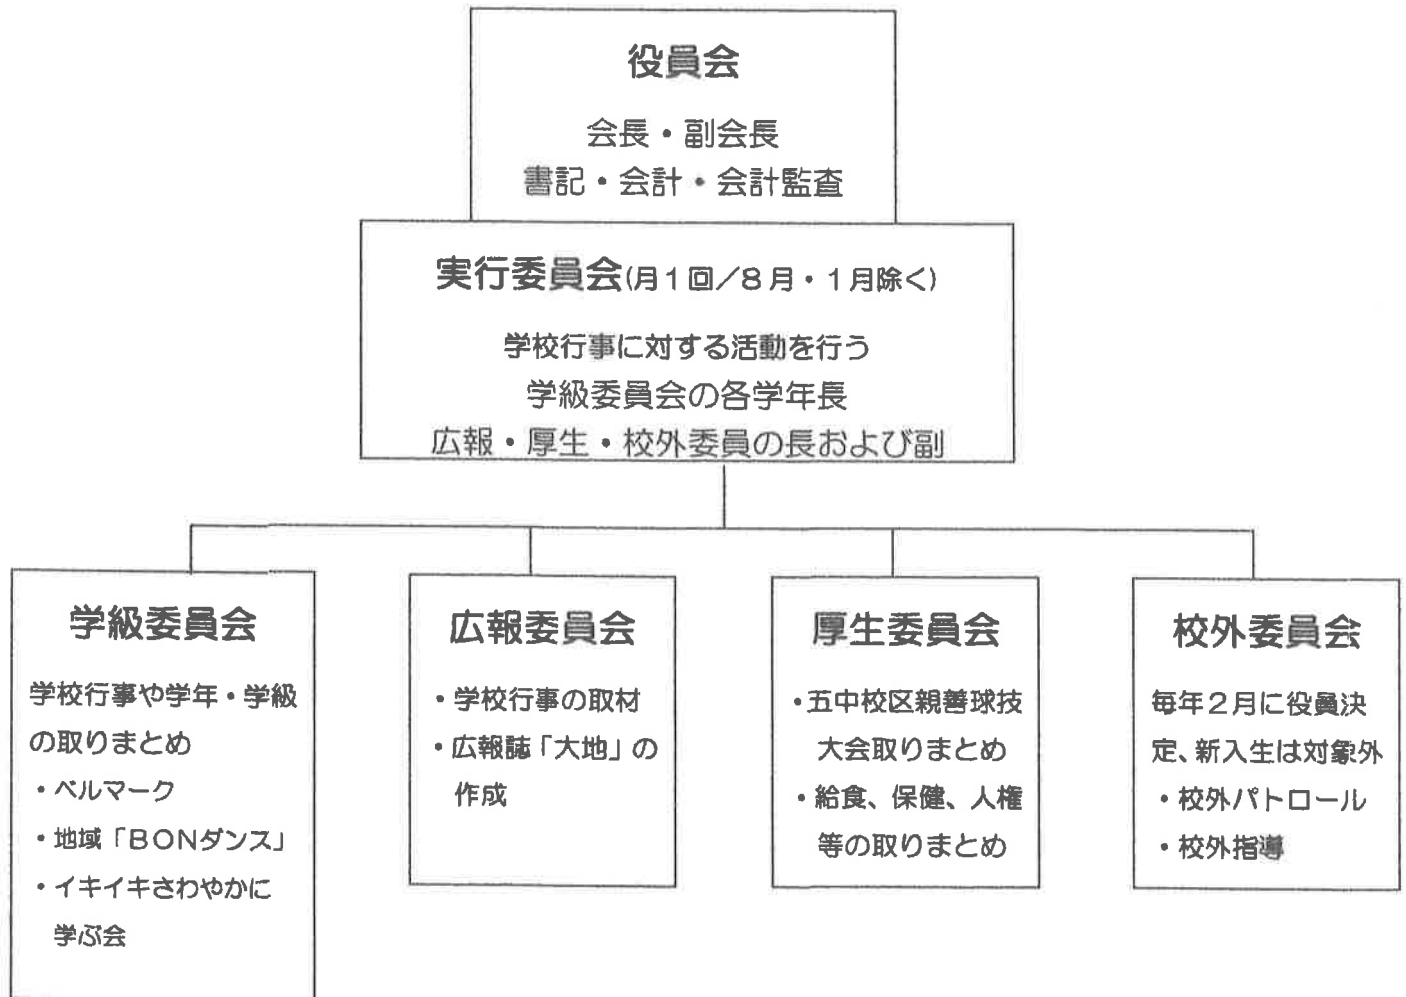 役員会
会長・副会長
書記・会計・会計監査
実行委員会(月1回／8月・1月除く)
学校行事に対する活動を行う
学級委員会の各学年長
広報・厚生・校外委員の長および副
学級委員会
学校行事や学年・学級
の取りまとめ
・ベルマーク
・地域「BONダンス」
・イキイキさわやかに
学ぶ会
広報委員会
・学校行事の取材
・広報誌「大地」の
作成
厚生委員会
・五中校区親善球技
大会取りまとめ
・給食、保健、人権
等の取りまとめ
校外委員会
毎年2月に役員決
定、新入生は対象外
・校外パトロール
・校外指導